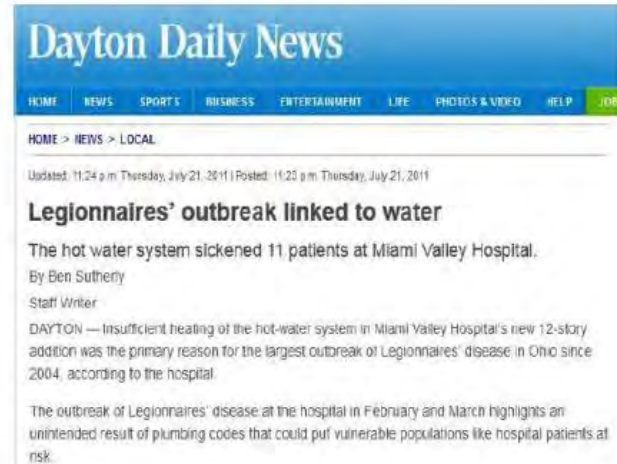 Dayton Daily News
HOME NEWS SPORTS BUSINESS ENTERTAINMENT LIFE PHOTOS & VIDEO HELP JOB
HOME > NEWS > LOCAL
Updated: 11:24 p.m. Thursday, July 21, 2011 | Posted: 11:23 p.m. Thursday, July 21, 2011
Legionnaires' outbreak linked to water
The hot water system sickened 11 patients at Miami Valley Hospital.
By Ben Sutherly
Staff Writer
DAYTON — Insufficient heating of the hot-water system in Miami Valley Hospital's new 12-story
addition was the primary reason for the largest outbreak of Legionnaires' disease in Ohio since
2004, according to the hospital.
The outbreak of Legionnaires' disease at the hospital in February and March highlights an
unintended result of plumbing codes that could put vulnerable populations like hospital patients at
risk.